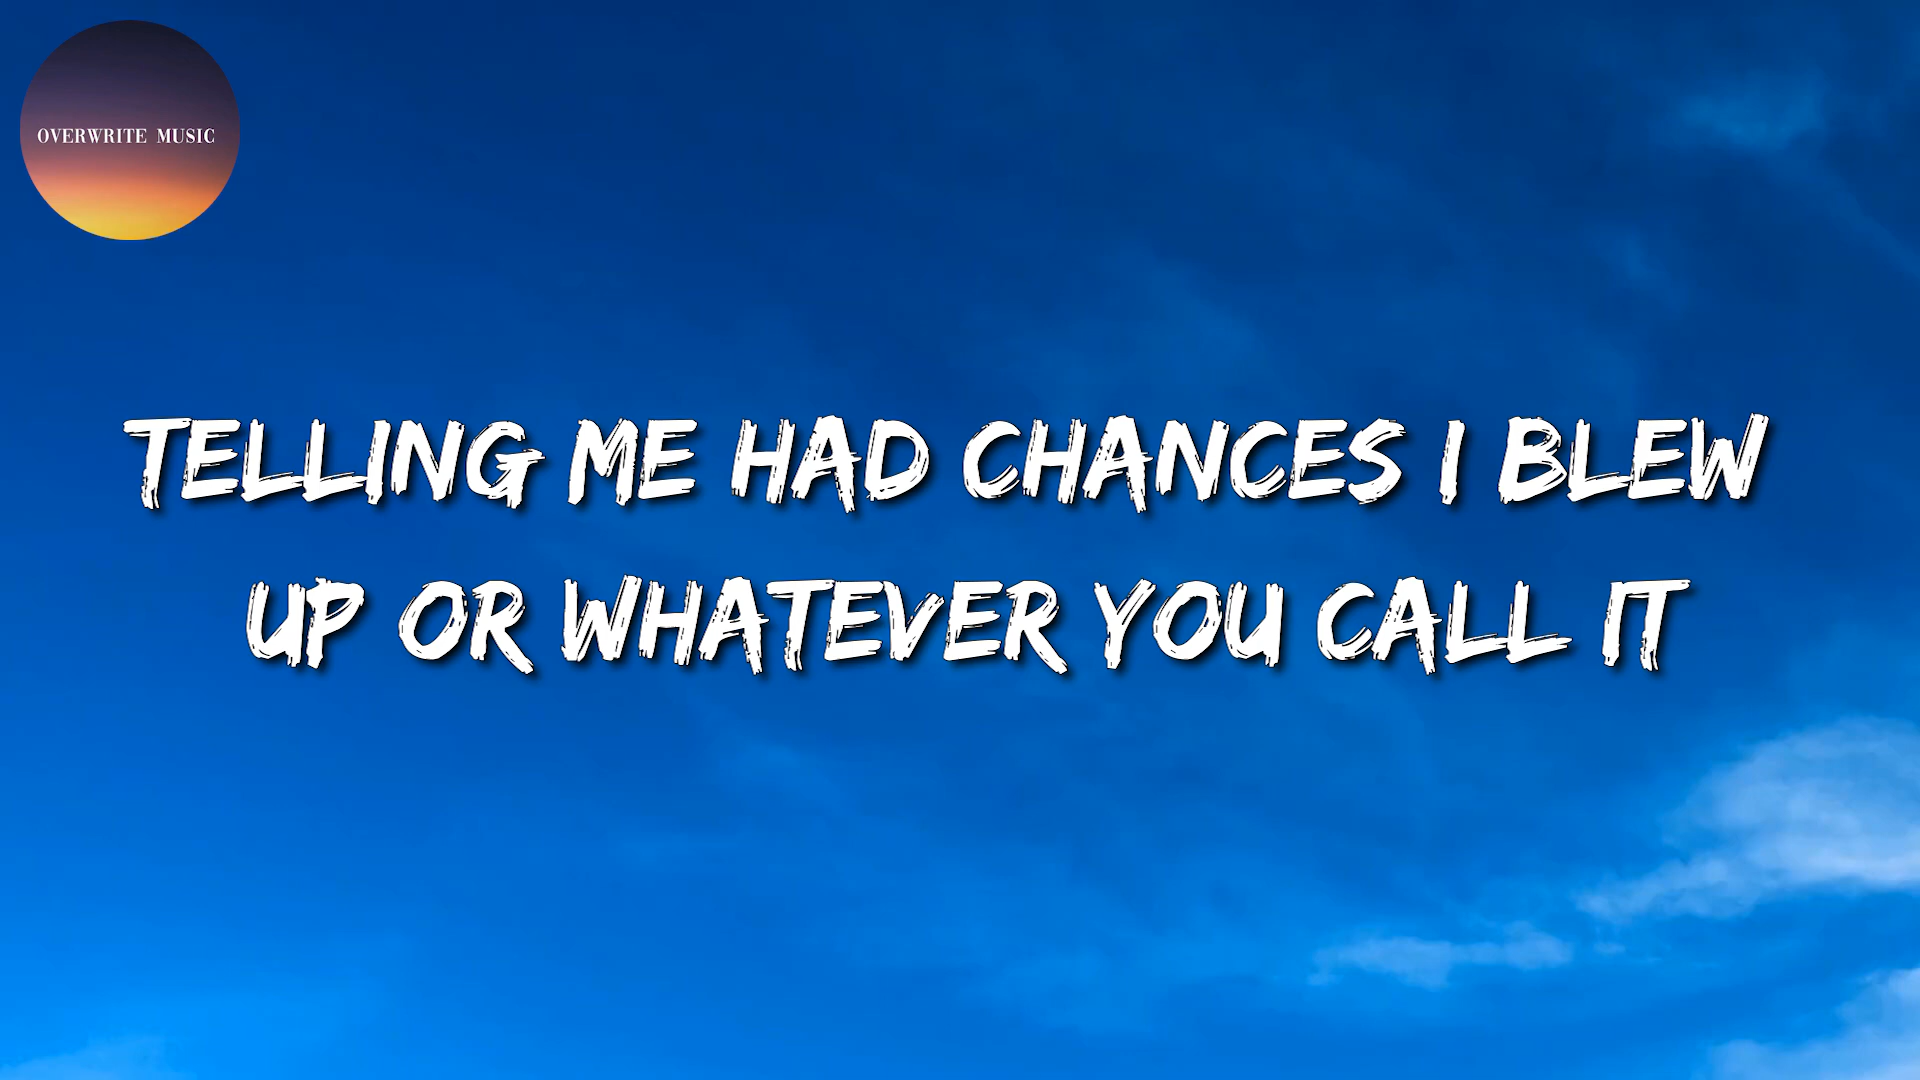 OVERWRITE MUSIC
TELLING ME HAD CHANCES I BLEW
UP OR WHATEVER YOU CALL IT